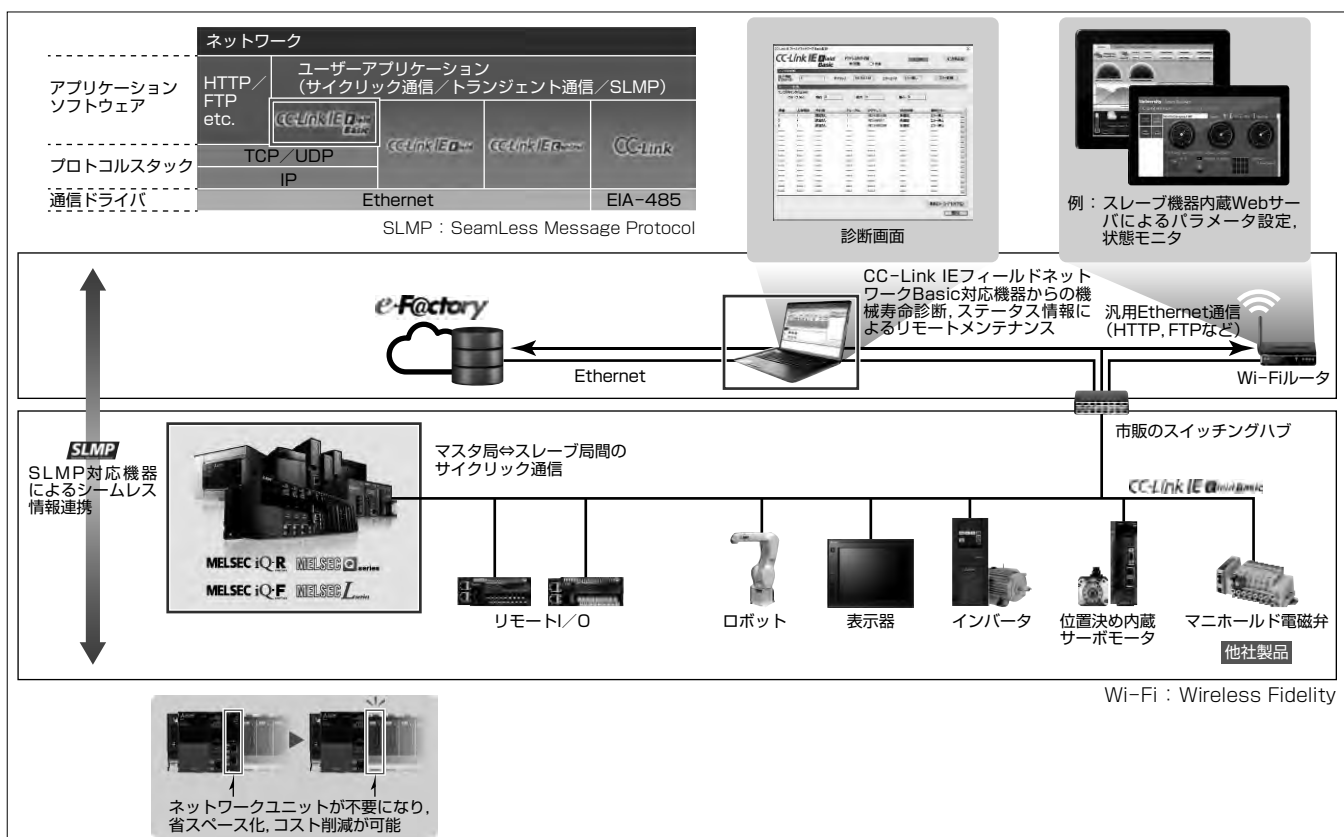 ネットワーク
アプリケーション
ソフトウェア
HTTP／
FTP
etc.
ユーザーアプリケーション
（サイクリック通信／トランジェント通信／SLMP）
CC-Link IE Field
Basic
CC-Link IE Field
CC-Link IE Control
CC-Link
プロトコルスタック
TCP／UDP
IP
通信ドライバ
Ethernet
EIA-485
SLMP：SeamLess Message Protocol
CC-Link IE Field
Basic
診断画面
例：スレーブ機器内蔵Webサー
バによるパラメータ設定,
状態モニタ
e-F@ctory
CC-Link IEフィールドネット
ワークBasic対応機器からの機
械寿命診断, ステータス情報に
よるリモートメンテナンス
汎用Ethernet通信
（HTTP, FTPなど）
Ethernet
Wi-Fiルータ
市販のスイッチングハブ
SLMP
SLMP対応機器
によるシームレス
情報連携
マスタ局⇔スレーブ局間の
サイクリック通信
CC-Link IE Field Basic
MELSEC iQ-R
MELSEC Q series
MELSEC iQ-F
MELSEC L series
リモートI／O
ロボット
表示器
インバータ
位置決め内蔵
サーボモータ
マニホールド電磁弁
他社製品
Wi-Fi：Wireless Fidelity
ネットワークユニットが不要になり,
省スペース化, コスト削減が可能